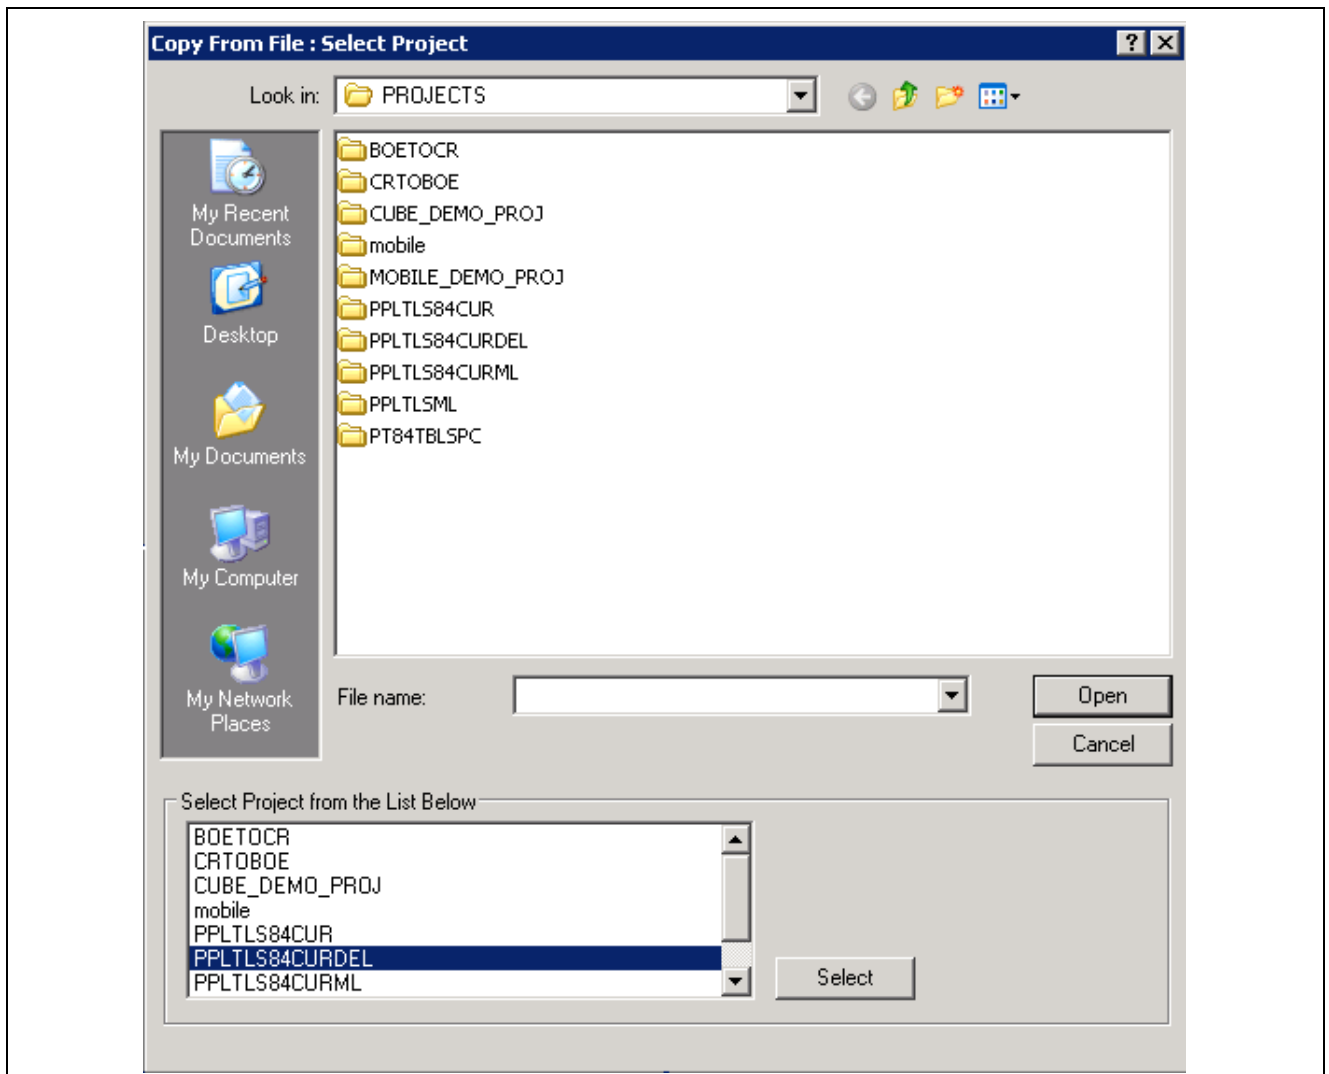 Copy From File : Select Project
Look in:
PROJECTS
My Recent
Documents
Desktop
My Documents
My Computer
My Network
Places
BOETOCR
CRTOBOE
CUBE_DEMO_PROJ
mobile
MOBILE_DEMO_PROJ
PPLTLS84CUR
PPLTLS84CURDEL
PPLTLS84CURML
PPLTLSML
PT84TBLSPC
File name:
Open
Cancel
Select Project from the List Below
BOETOCR
CRTOBOE
CUBE_DEMO_PROJ
mobile
PPLTLS84CUR
PPLTLS84CURDEL
PPLTLS84CURML
Select